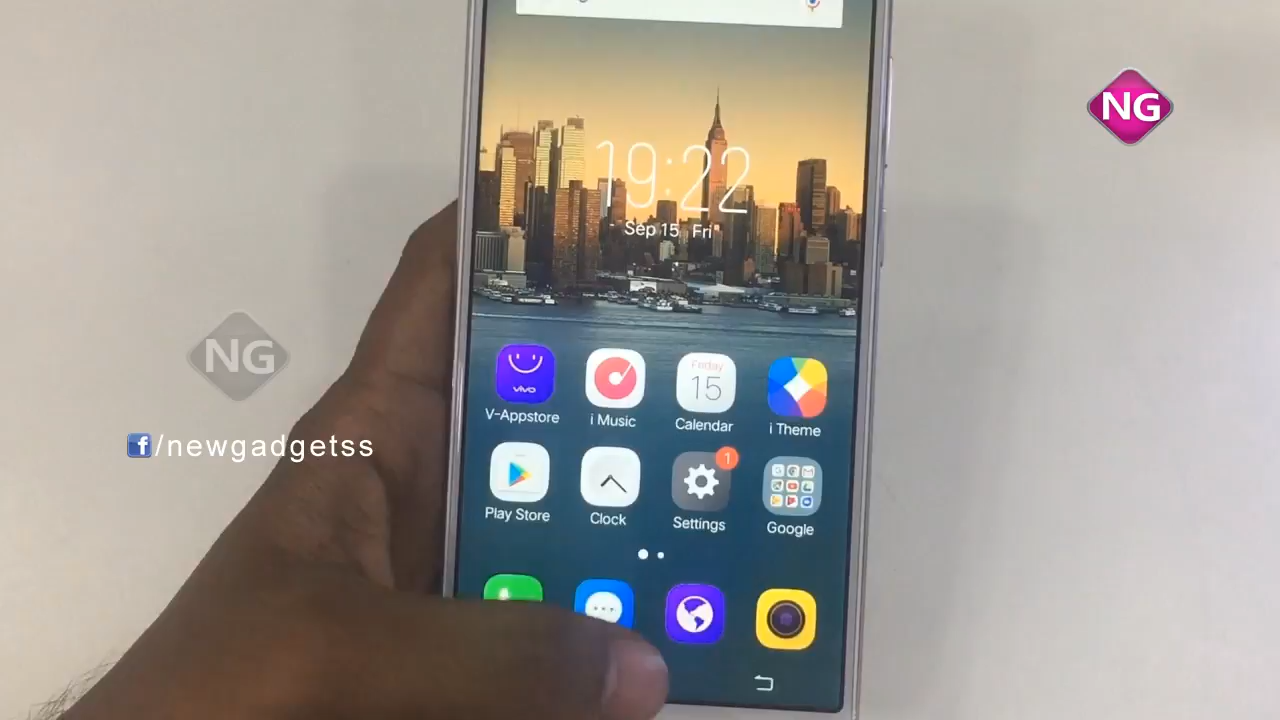 NG
19:22
Sep 15 Fri
NG
/newgadgetss
vivo
V-Appstore
i Music
Friday
15
Calendar
i Theme
Play Store
Clock
1
Settings
Google